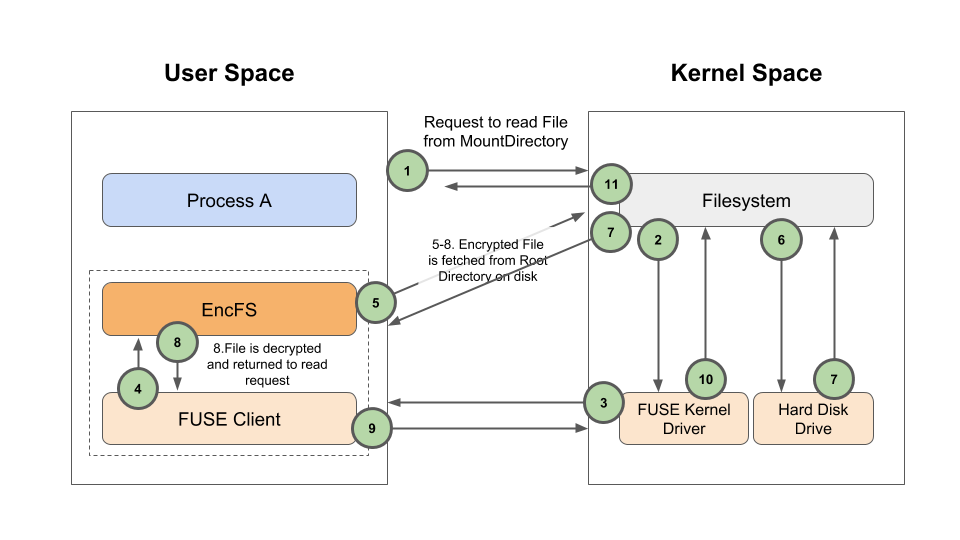 User Space
Kernel Space
Request to read File
from MountDirectory
1
11
Process A
Filesystem
7
2
6
5-8. Encrypted File
is fetched from Root
Directory on disk
5
EncFS
8
8.File is decrypted
and returned to read
request
4
10
7
3
FUSE Client
9
FUSE Kernel
Driver
Hard Disk
Drive